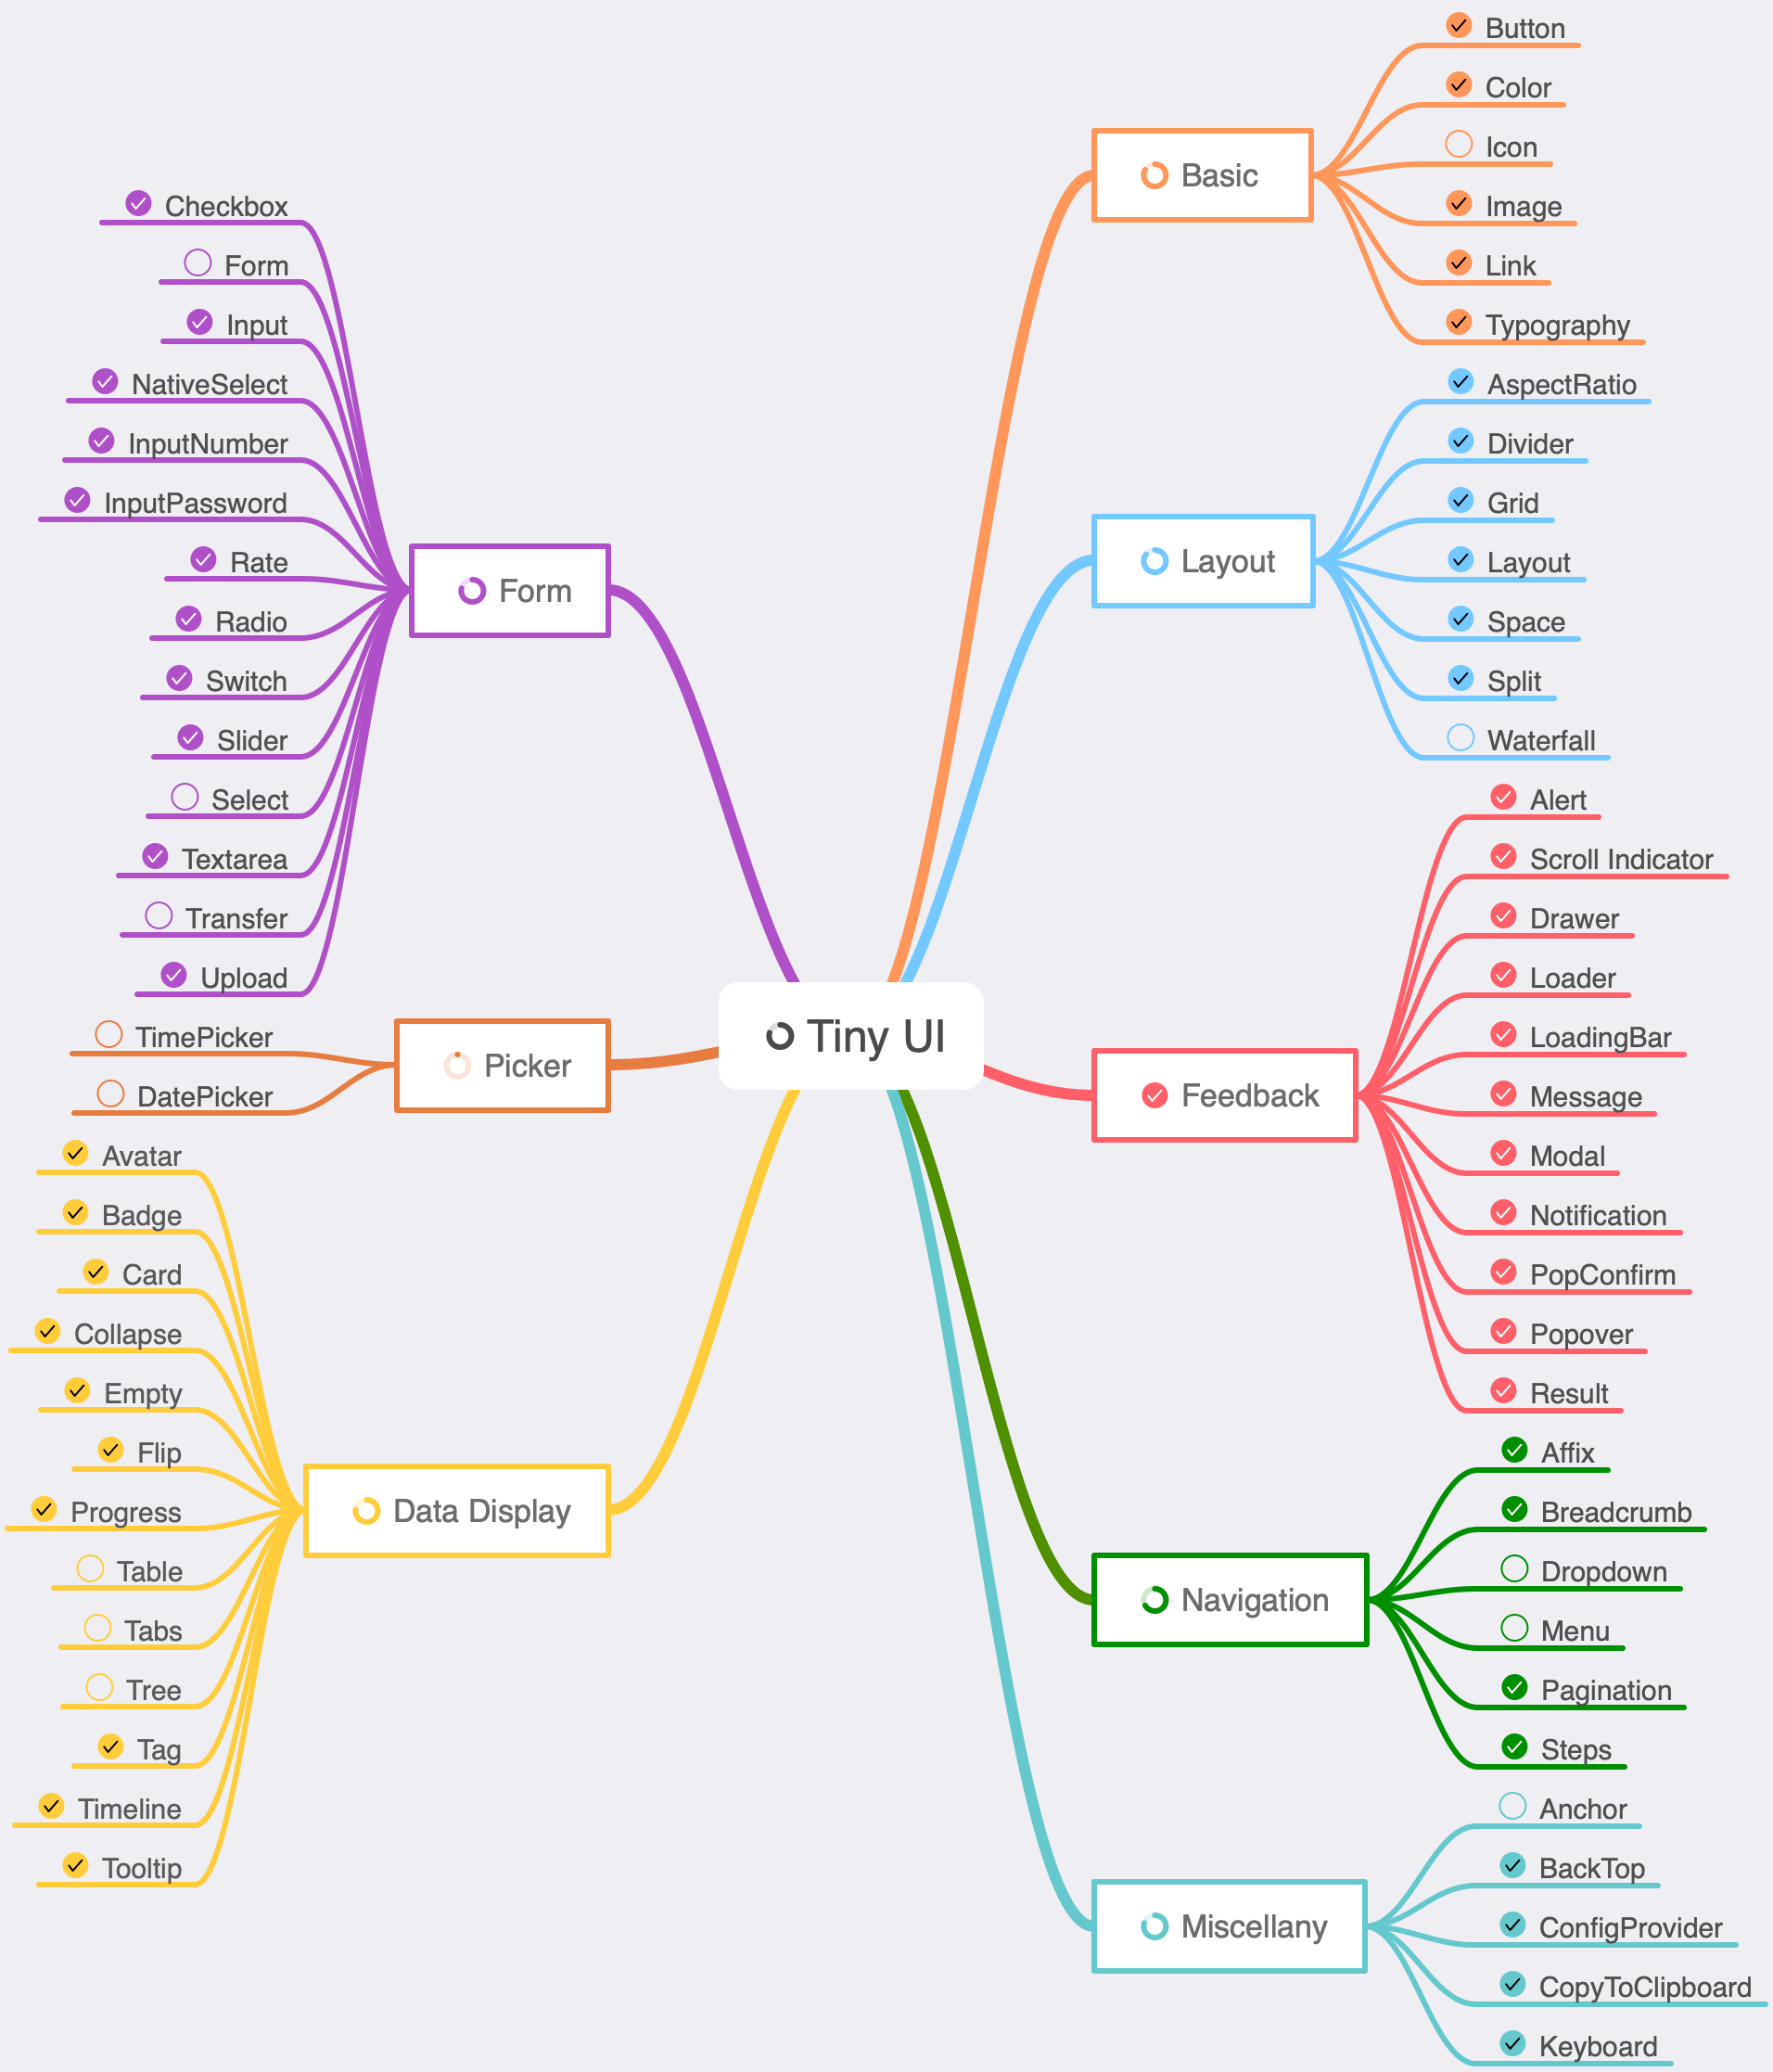 Tiny UI
Basic
Button
Color
Icon
Image
Link
Typography
Layout
AspectRatio
Divider
Grid
Layout
Space
Split
Waterfall
Feedback
Alert
Scroll Indicator
Drawer
Loader
LoadingBar
Message
Modal
Notification
PopConfirm
Popover
Result
Navigation
Affix
Breadcrumb
Dropdown
Menu
Pagination
Steps
Miscellany
Anchor
BackTop
ConfigProvider
CopyToClipboard
Keyboard
Form
Checkbox
Form
Input
NativeSelect
InputNumber
InputPassword
Rate
Radio
Switch
Slider
Select
Textarea
Transfer
Upload
Picker
TimePicker
DatePicker
Data Display
Avatar
Badge
Card
Collapse
Empty
Flip
Progress
Table
Tabs
Tree
Tag
Timeline
Tooltip